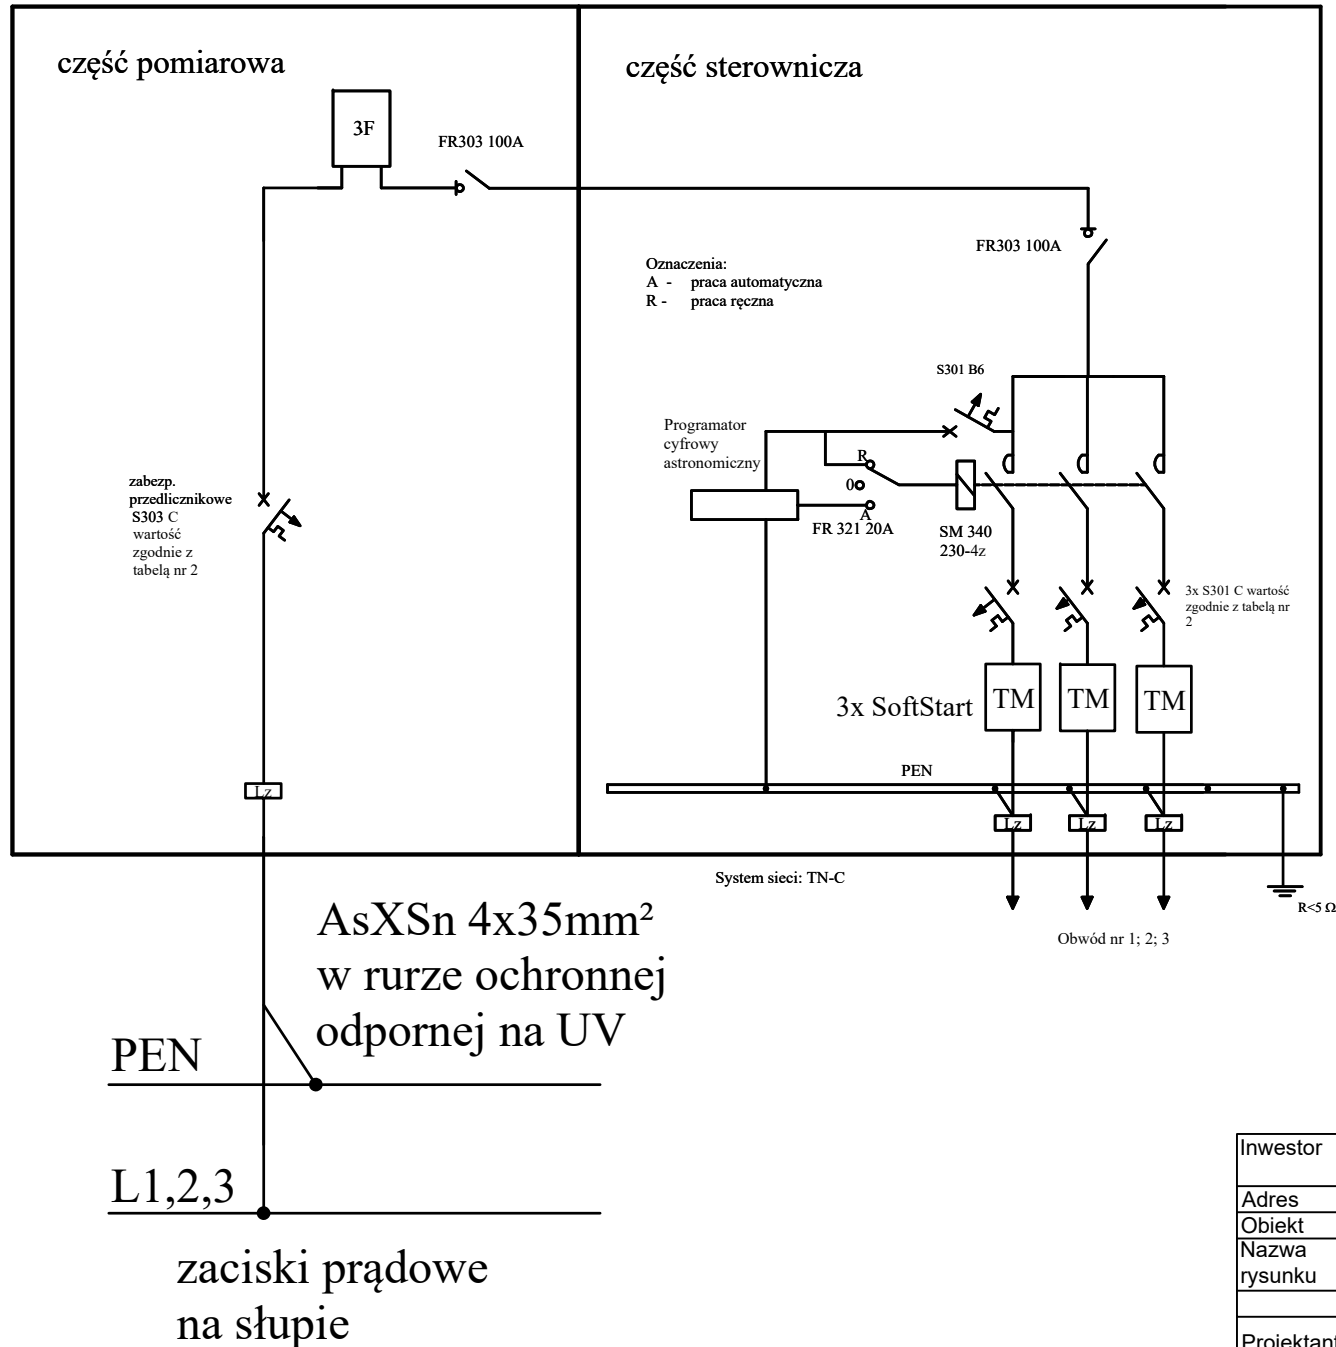 część pomiarowa
część sterownicza
3F
FR303 100A
FR303 100A
Oznaczenia:
A - praca automatyczna
R - praca ręczna
S301 B6
Programator
cyfrowy
astronomiczny
R
0
A
FR 321 20A
SM 340
230-4z
zabezp.
przedlicznikowe
S303 C
wartość
zgodnie z
tabelą nr 2
3x S301 C wartość
zgodnie z tabelą nr
2
3x SoftStart
TM
TM
TM
PEN
Lz
Lz
Lz
Lz
System sieci: TN-C
R<5 Ω
Obwód nr 1; 2; 3
AsXSn 4x35mm²
w rurze ochronnej
odpornej na UV
PEN
L1,2,3
zaciski prądowe
na słupie
Inwestor
Adres
Obiekt
Nazwa
rysunku
Projektant